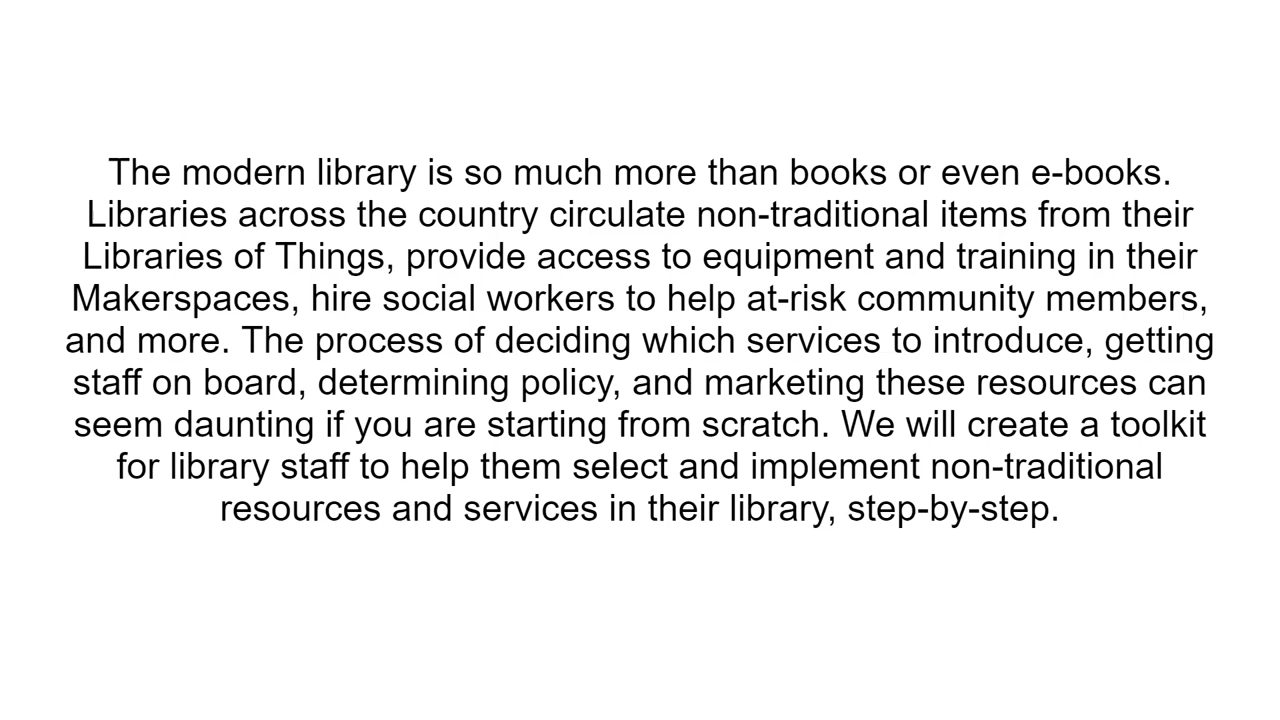 The modern library is so much more than books or even e-books.
Libraries across the country circulate non-traditional items from their
Libraries of Things, provide access to equipment and training in their
Makerspaces, hire social workers to help at-risk community members,
and more. The process of deciding which services to introduce, getting
staff on board, determining policy, and marketing these resources can
seem daunting if you are starting from scratch. We will create a toolkit
for library staff to help them select and implement non-traditional
resources and services in their library, step-by-step.